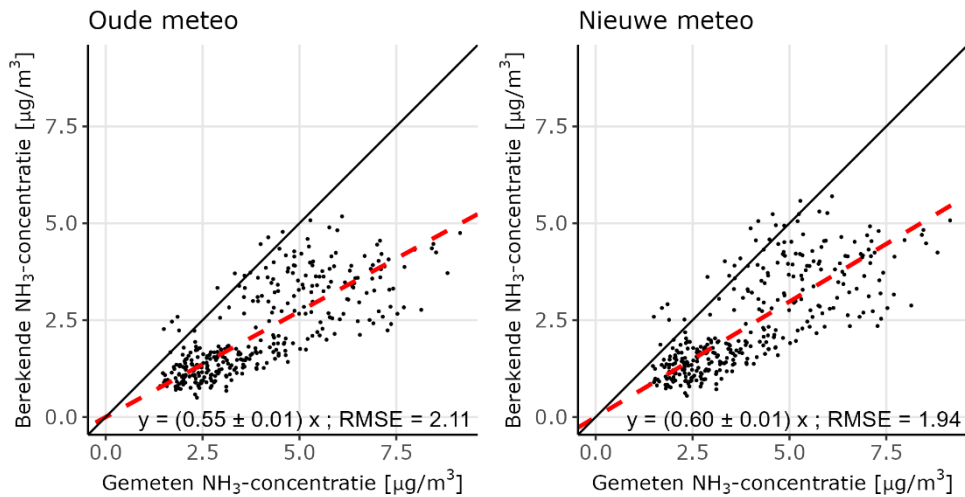 Oude meteo
Berekende NH₃-concentratie [µg/m³]
7.5
5.0
2.5
0.0
y = (0.55 ± 0.01) x ; RMSE = 2.11
0.0 2.5 5.0 7.5
Gemeten NH₃-concentratie [µg/m³]
Nieuwe meteo
Berekende NH₃-concentratie [µg/m³]
7.5
5.0
2.5
0.0
y = (0.60 ± 0.01) x ; RMSE = 1.94
0.0 2.5 5.0 7.5
Gemeten NH₃-concentratie [µg/m³]